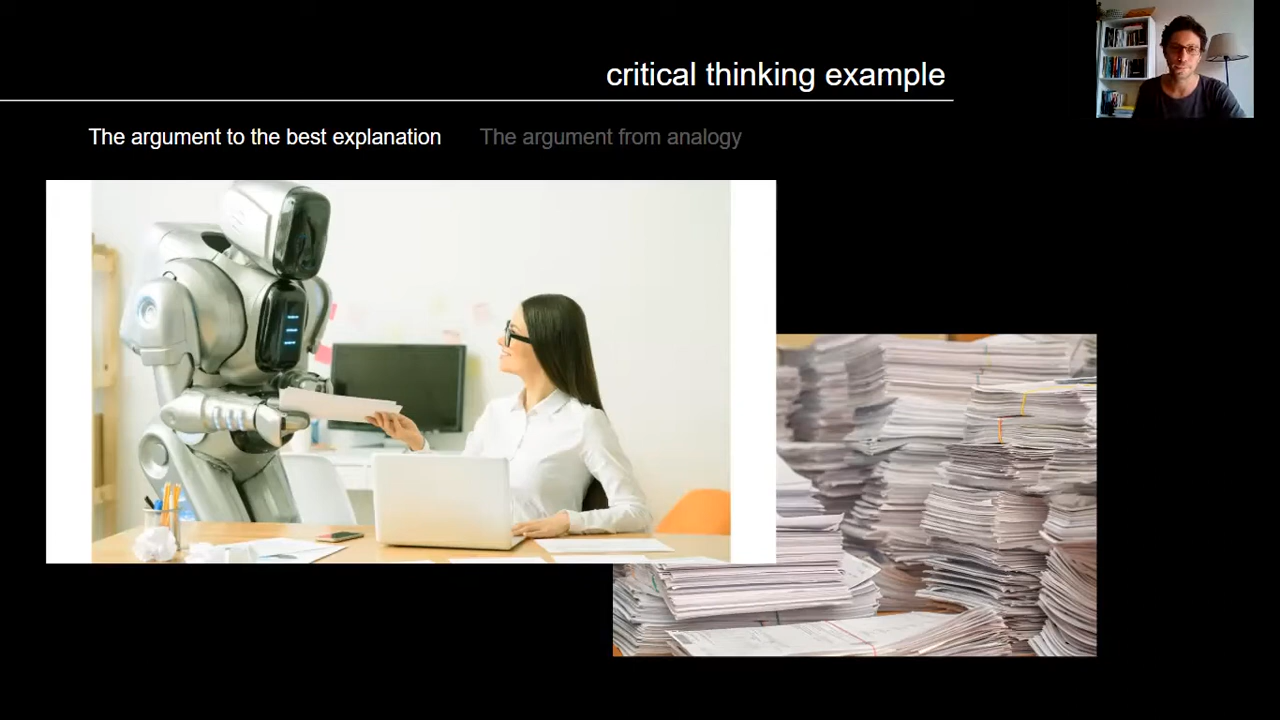 critical thinking example
The argument to the best explanation
The argument from analogy